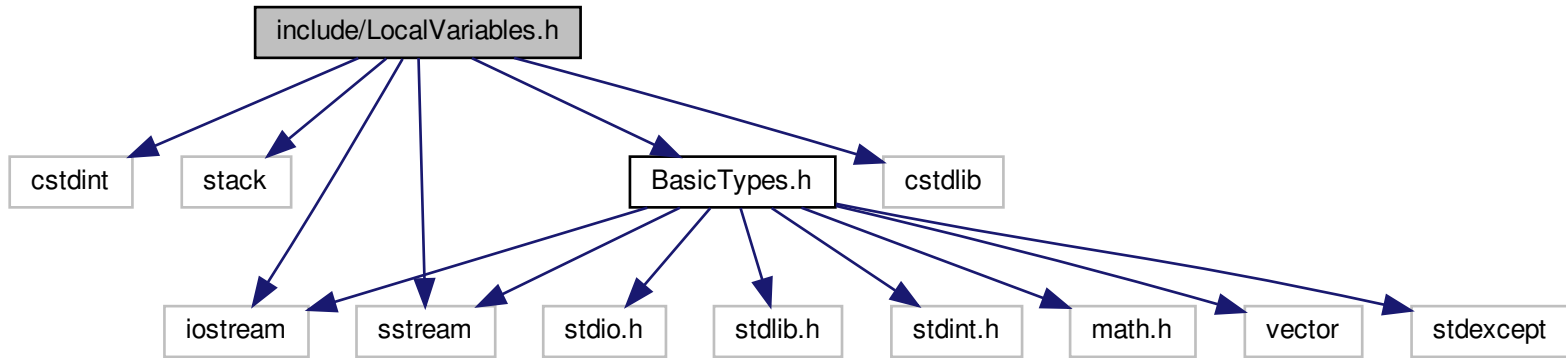 include/LocalVariables.h
cstdint
stack
BasicTypes.h
cstdlib
iostream
sstream
stdio.h
stdlib.h
stdint.h
math.h
vector
stdexcept